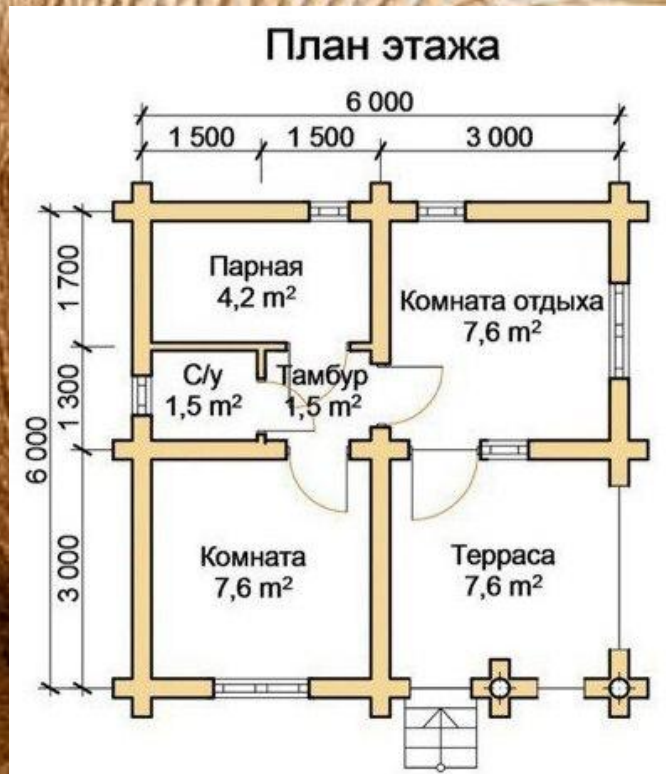 План этажа
6 000
1 500 1 500 3 000
Парная
4,2 m²
Комната отдыха
7,6 m²
С/у
1,5 m²
Тамбур
1,5 m²
Комната
7,6 m²
Терраса
7,6 m²
6 000
1 700
1 300
3 000